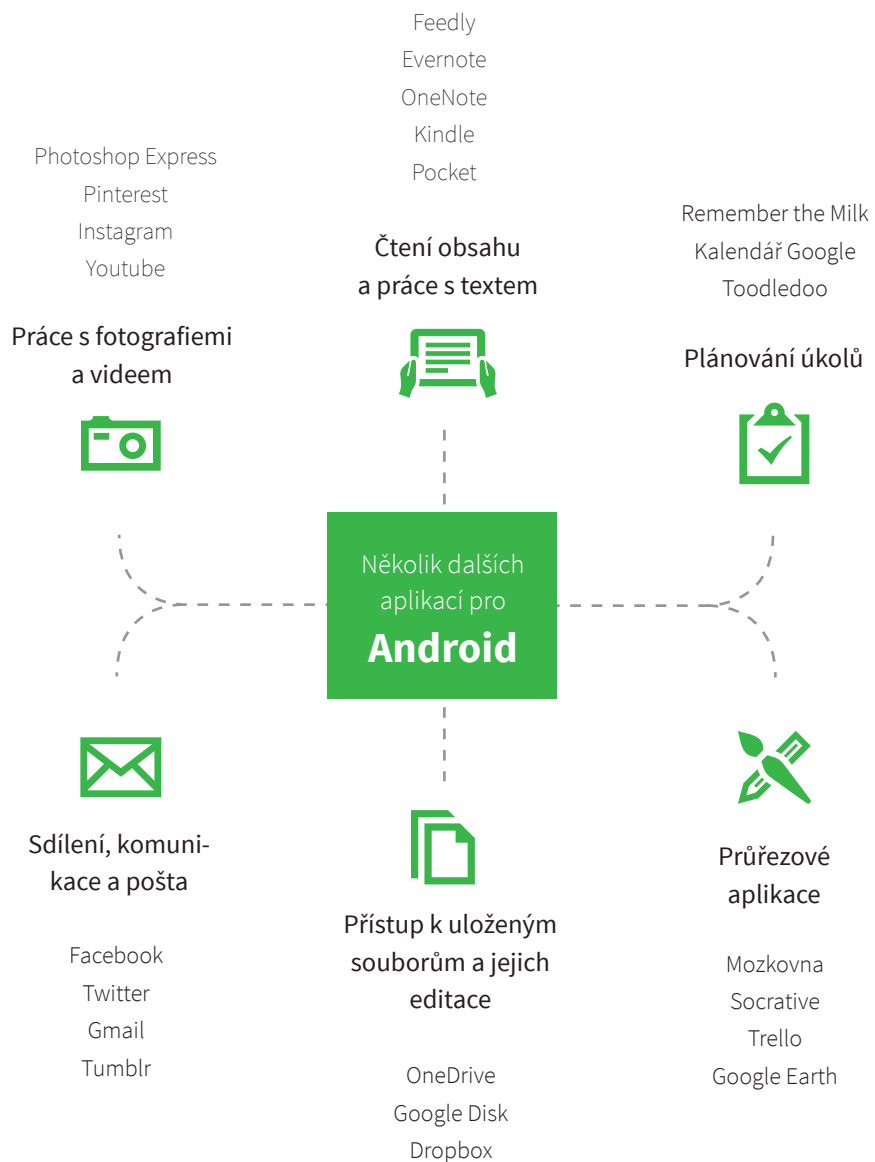 Feedly
Evernote
OneNote
Kindle
Pocket
Čtení obsahu
a práce s textem
Photoshop Express
Pinterest
Instagram
Youtube
Práce s fotografiemi
a videem
Remember the Milk
Kalendář Google
Toodledoo
Plánování úkolů
Několik dalších
aplikací pro
Android
Sdílení, komuni-
kace a pošta
Facebook
Twitter
Gmail
Tumblr
Přístup k uloženým
souborům a jejich
editace
OneDrive
Google Disk
Dropbox
Průřezové
aplikace
Mozkovna
Socrative
Trello
Google Earth